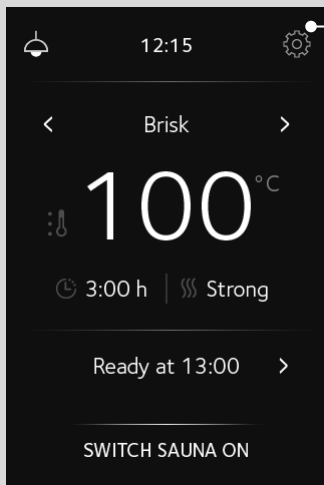 12:15
Brisk
100 °C
3:00 h Strong
Ready at 13:00
SWITCH SAUNA ON